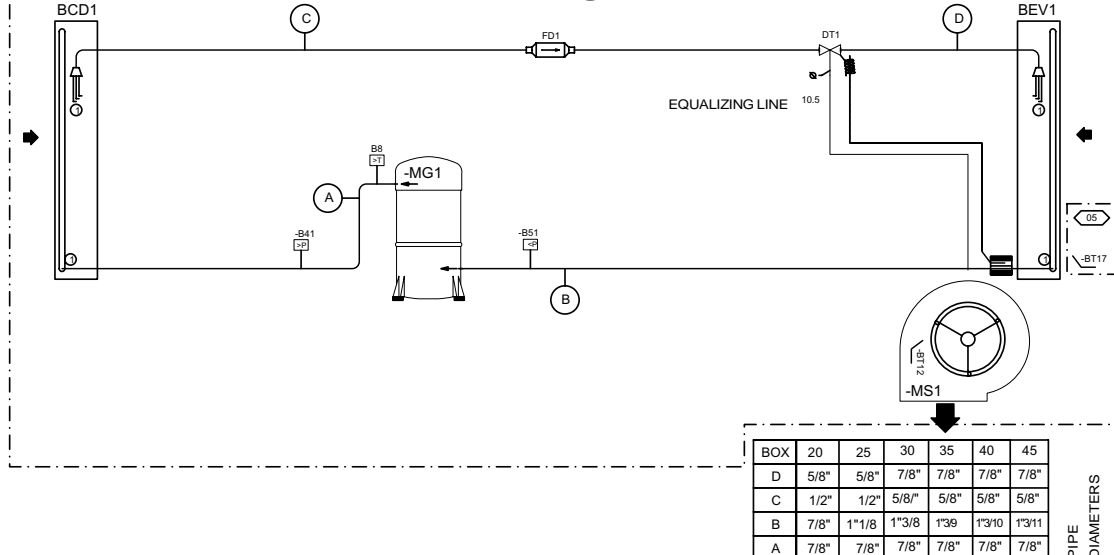 BCD1
C
D
BEV1
FD1
DT1
EQUALIZING LINE
10.5
1
1
B8
>T
-MG1
A
-B41
>P
-B51
<P
B
1
1
05
-BT17
-BT12
-MS1
BOX 20 25 30 35 40 45
D 5/8" 5/8" 7/8" 7/8" 7/8" 7/8"
C 1/2" 1/2" 5/8/" 5/8" 5/8" 5/8"
B 7/8" 1"1/8 1"3/8 1"3/9 1"3/10 1"3/11
A 7/8" 7/8" 7/8" 7/8" 7/8" 7/8"
PIPE
DIAMETERS